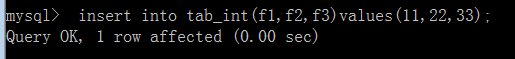 mysql>  insert into tab_int(f1,f2,f3)values(11,22,33);
Query OK, 1 row affected (0.00 sec)